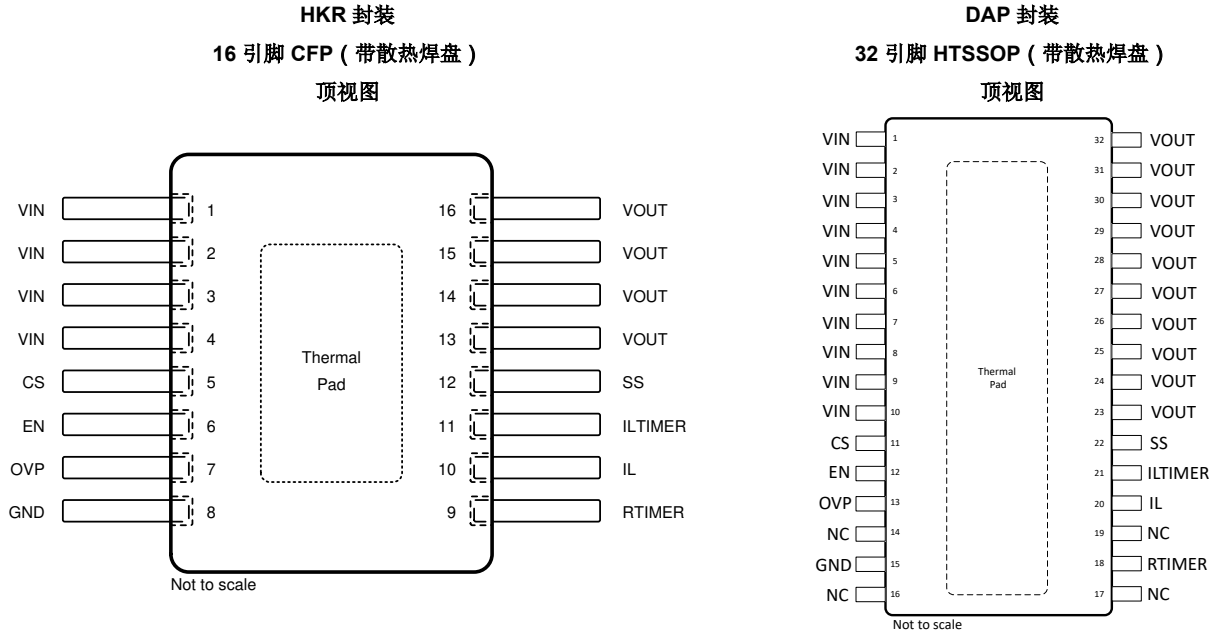 HKR 封装
16 引脚 CFP（带散热焊盘）
顶视图
VIN 1 16 VOUT
VIN 2 15 VOUT
VIN 3 14 VOUT
VIN 4 13 VOUT
Thermal
Pad
CS 5 12 SS
EN 6 11 ILTIMER
OVP 7 10 IL
GND 8 9 RTIMER
Not to scale
DAP 封装
32 引脚 HTSSOP（带散热焊盘）
顶视图
VIN 1 32 VOUT
VIN 2 31 VOUT
VIN 3 30 VOUT
VIN 4 29 VOUT
VIN 5 28 VOUT
VIN 6 27 VOUT
VIN 7 26 VOUT
VIN 8 25 VOUT
Thermal
Pad
VIN 9 24 VOUT
VIN 10 23 VOUT
CS 11 22 SS
EN 12 21 ILTIMER
OVP 13 20 IL
NC 14 19 NC
GND 15 18 RTIMER
NC 16 17 NC
Not to scale